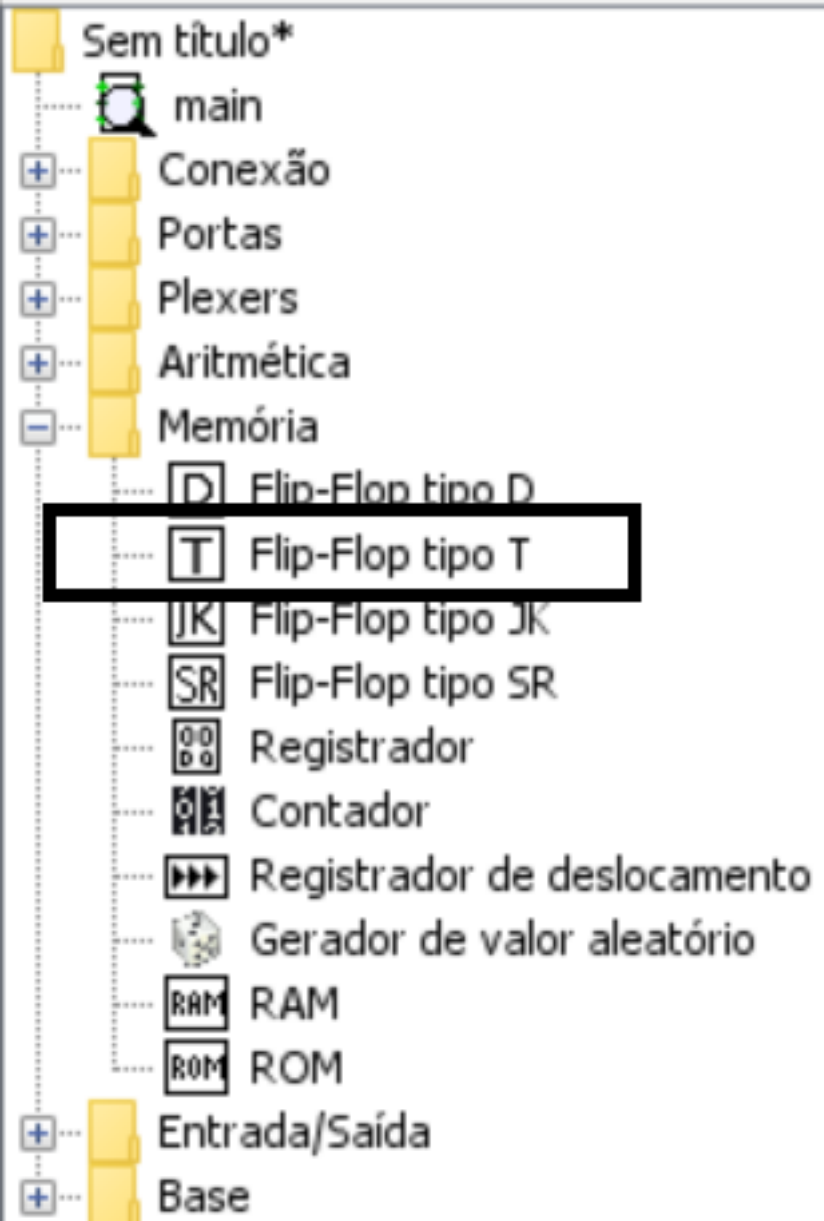 Sem título*
main
Conexão
Portas
Plexers
Aritmética
Memória
D Flip-Flop tipo D
T Flip-Flop tipo T
JK Flip-Flop tipo JK
SR Flip-Flop tipo SR
Registrador
Contador
Registrador de deslocamento
Gerador de valor aleatório
RAM RAM
ROM ROM
Entrada/Saída
Base